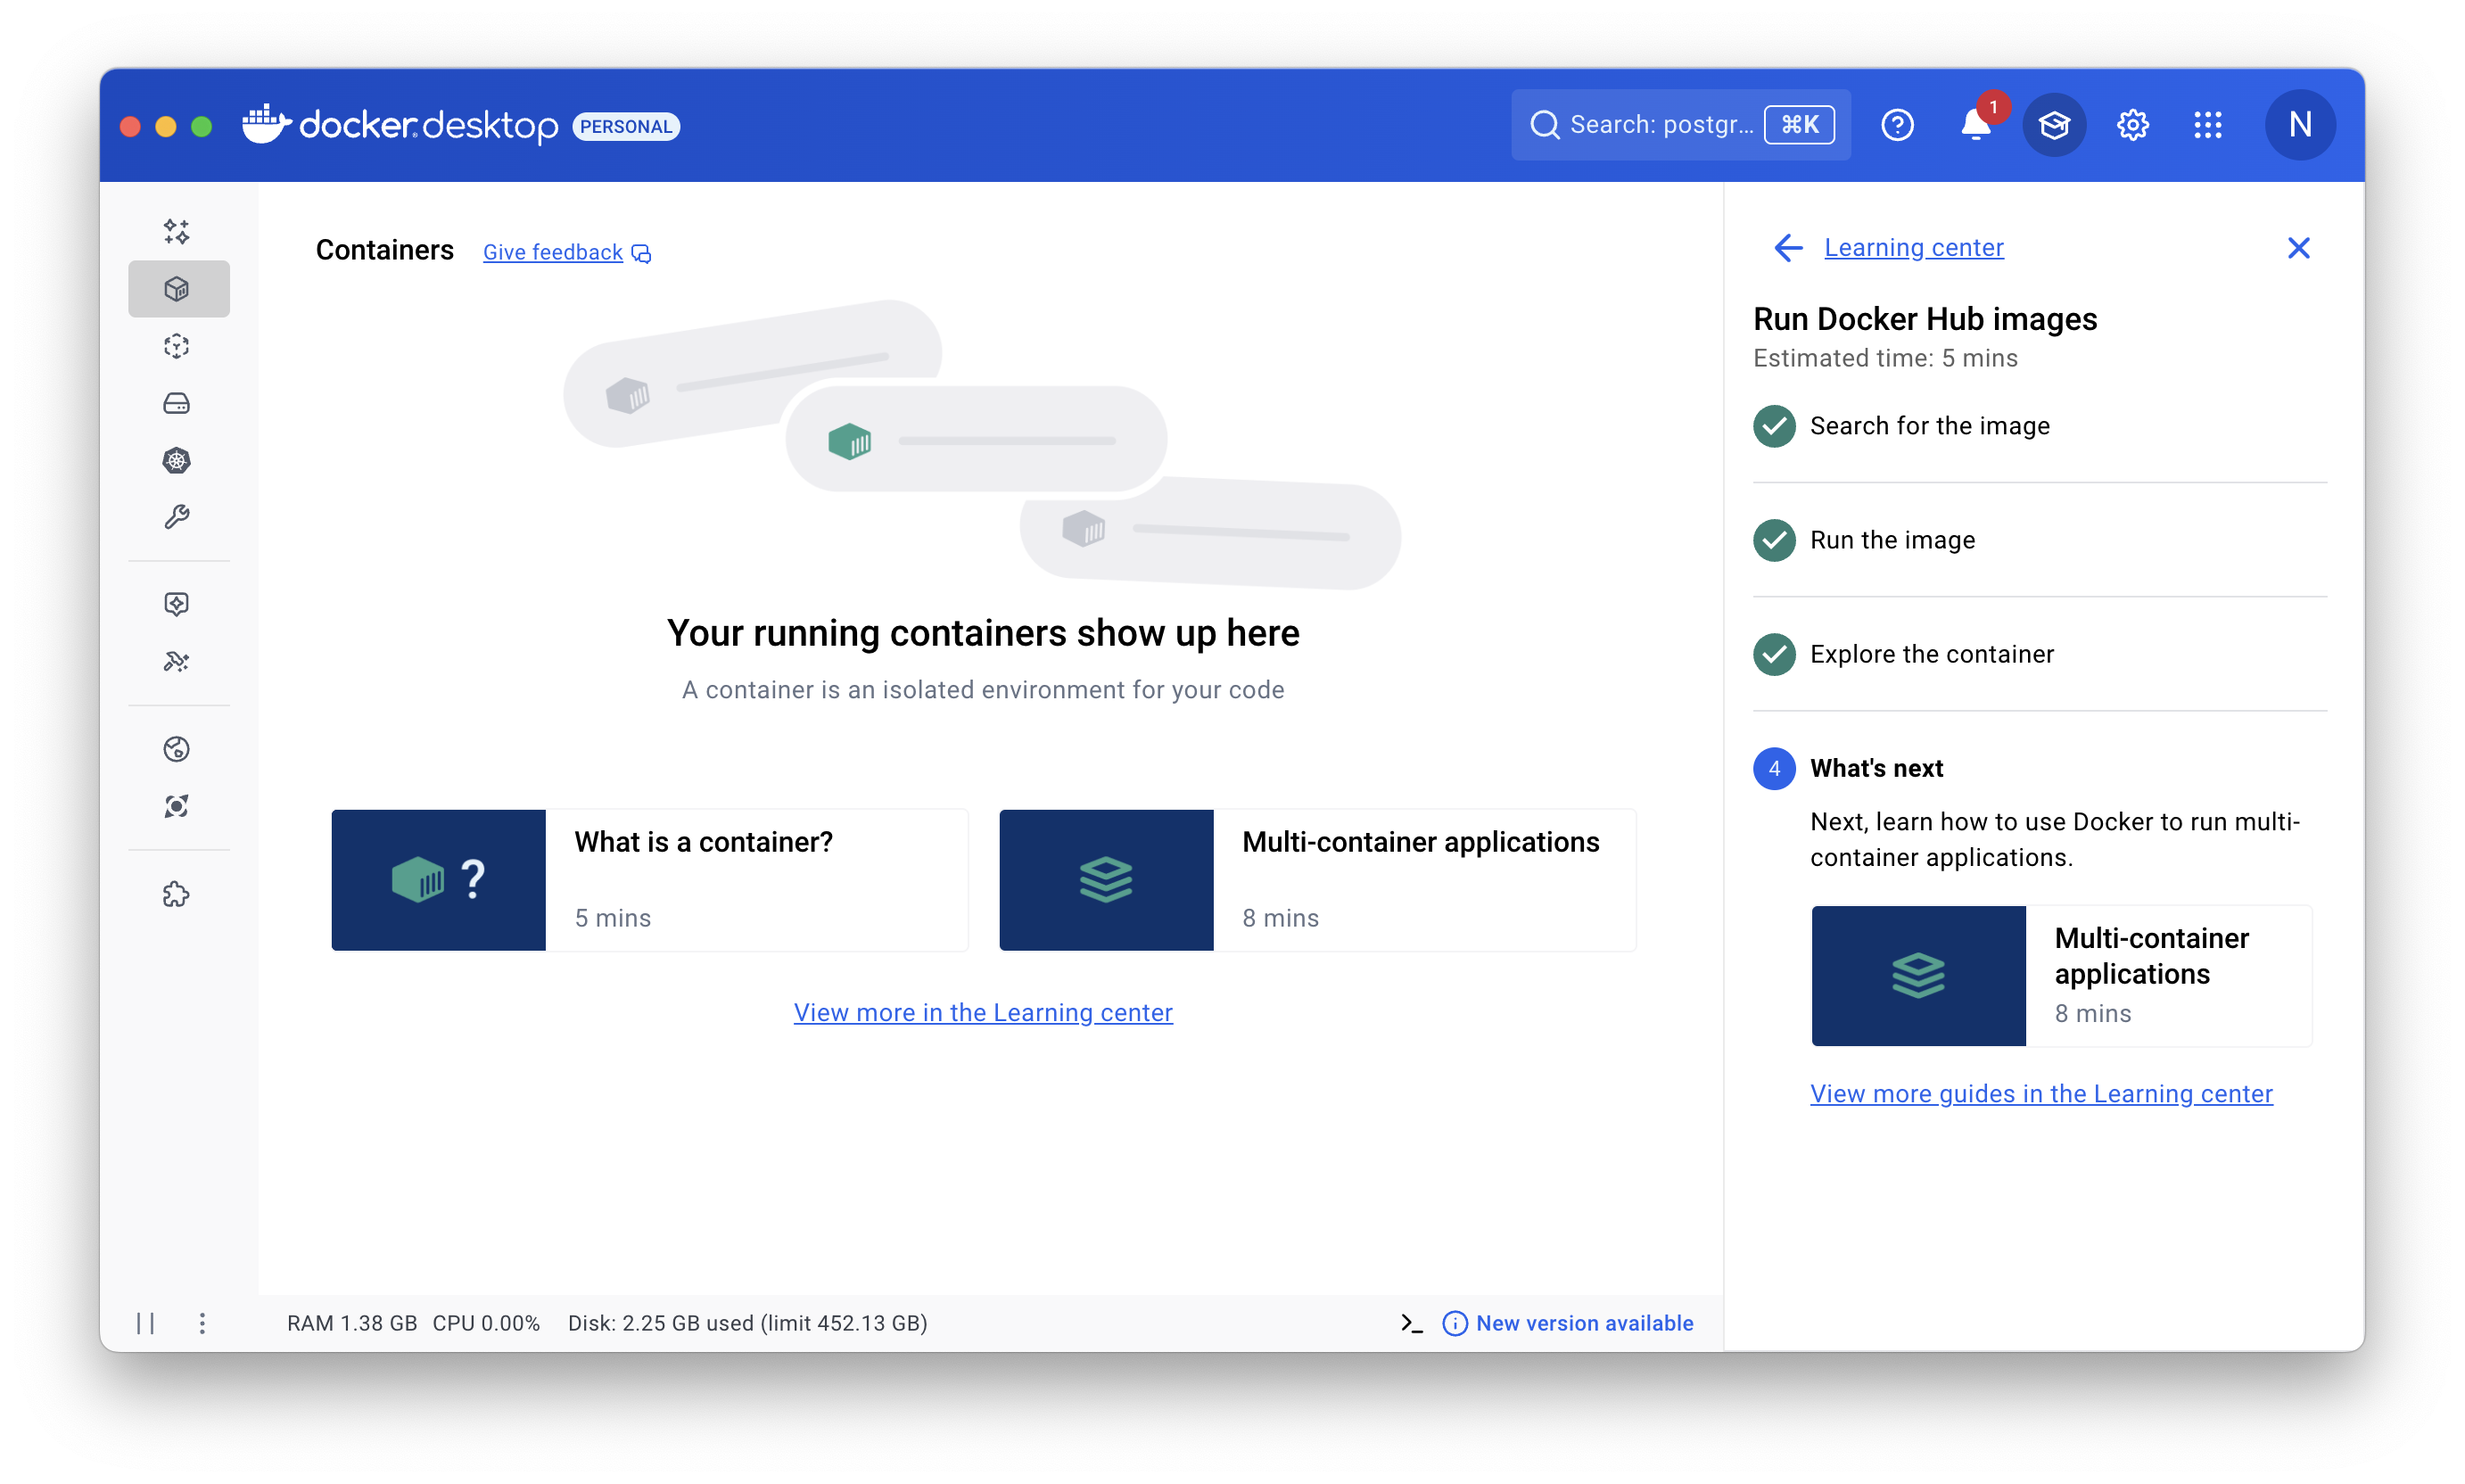 docker desktop PERSONAL
Search: postgr... ⌘K
1
N
Containers Give feedback
Your running containers show up here
A container is an isolated environment for your code
?
What is a container?
5 mins
Multi-container applications
8 mins
View more in the Learning center
Learning center
Run Docker Hub images
Estimated time: 5 mins
Search for the image
Run the image
Explore the container
4 What's next
Next, learn how to use Docker to run multi-
container applications.
Multi-container
applications
8 mins
View more guides in the Learning center
RAM 1.38 GB CPU 0.00% Disk: 2.25 GB used (limit 452.13 GB)
New version available